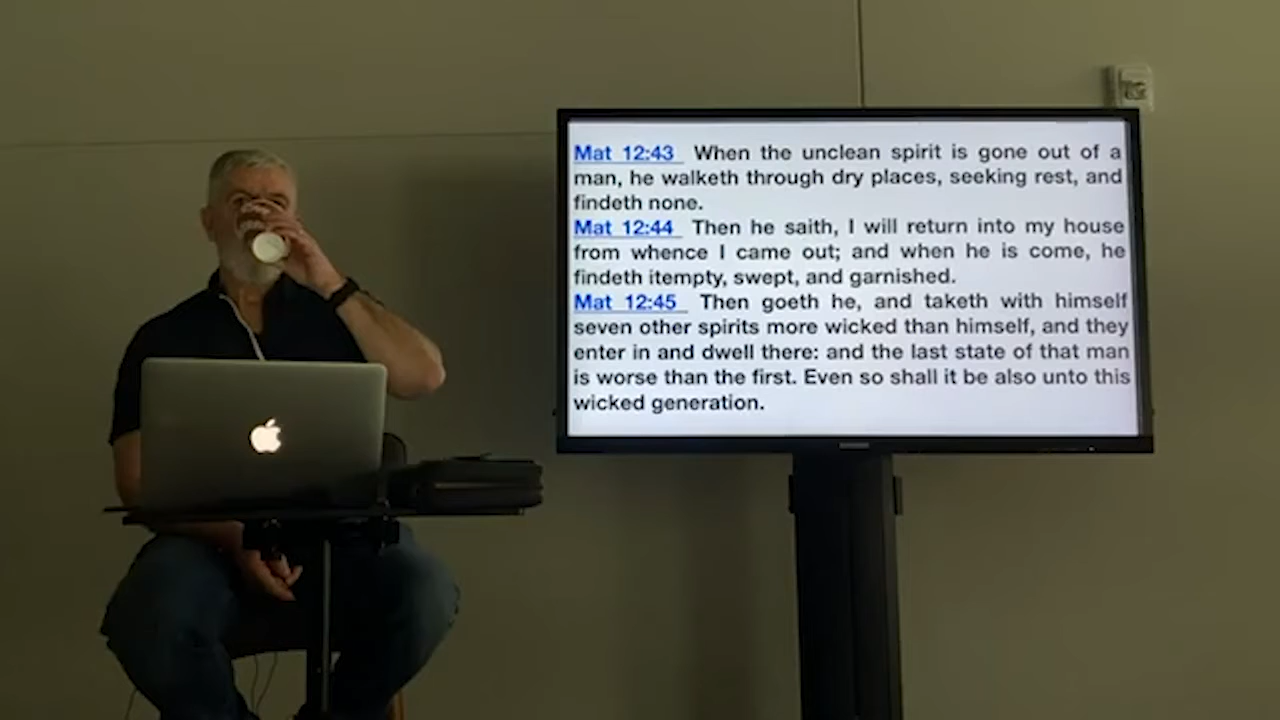 Mat 12:43 When the unclean spirit is gone out of a
man, he walketh through dry places, seeking rest, and
findeth none.
Mat 12:44 Then he saith, I will return into my house
from whence I came out; and when he is come, he
findeth itempty, swept, and garnished.
Mat 12:45 Then goeth he, and taketh with himself
seven other spirits more wicked than himself, and they
enter in and dwell there: and the last state of that man
is worse than the first. Even so shall it be also unto this
wicked generation.